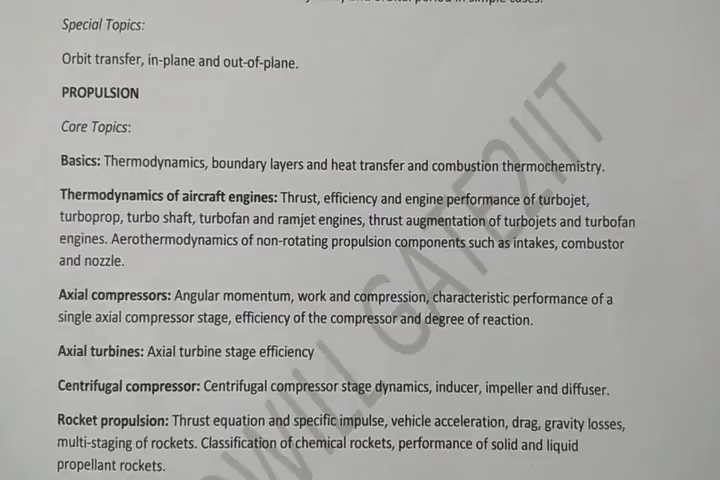 Special Topics:
Orbit transfer, in-plane and out-of-plane.
PROPULSION
Core Topics:
Basics: Thermodynamics, boundary layers and heat transfer and combustion thermochemistry.
Thermodynamics of aircraft engines: Thrust, efficiency and engine performance of turbojet,
turboprop, turbo shaft, turbofan and ramjet engines, thrust augmentation of turbojets and turbofan
engines. Aerothermodynamics of non-rotating propulsion components such as intakes, combustor
and nozzle.
Axial compressors: Angular momentum, work and compression, characteristic performance of a
single axial compressor stage, efficiency of the compressor and degree of reaction.
Axial turbines: Axial turbine stage efficiency
Centrifugal compressor: Centrifugal compressor stage dynamics, inducer, impeller and diffuser.
Rocket propulsion: Thrust equation and specific impulse, vehicle acceleration, drag, gravity losses,
multi-staging of rockets. Classification of chemical rockets, performance of solid and liquid
propellant rockets.
WILL GATE2IIT